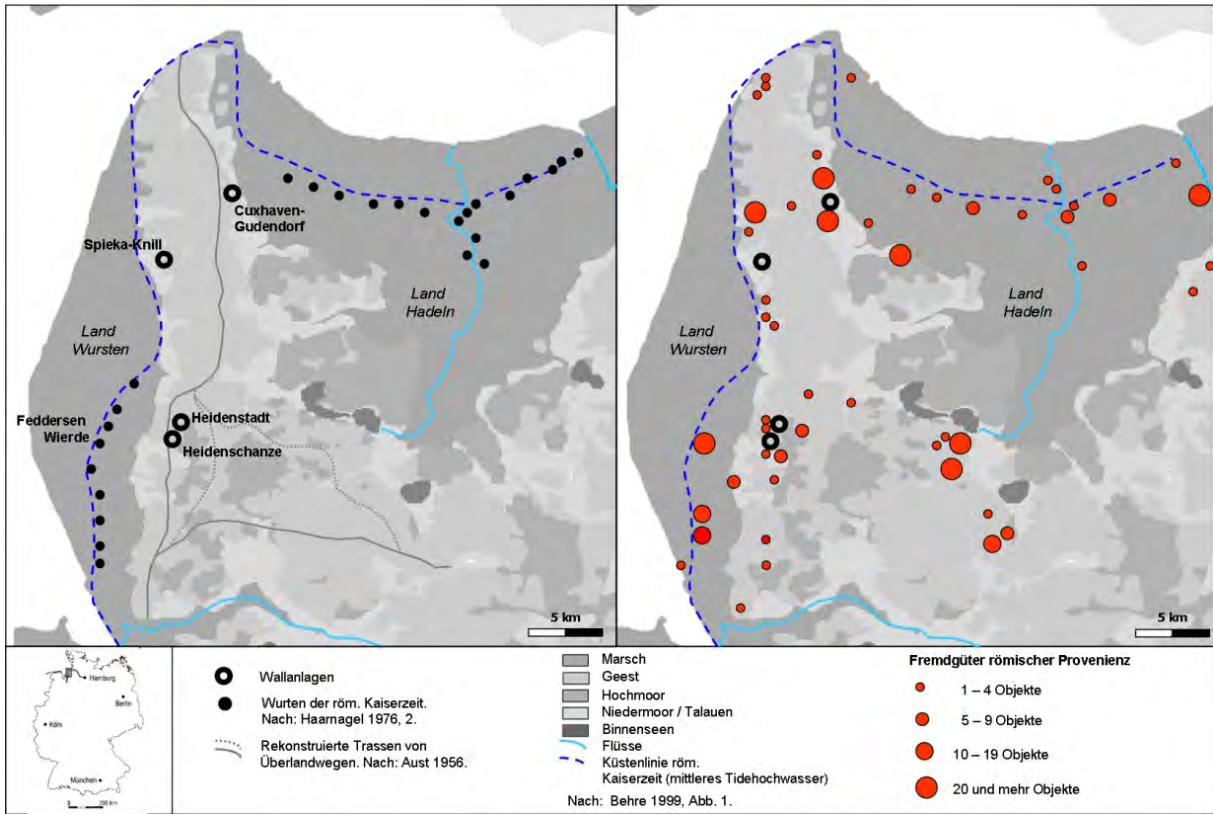 Cuxhaven-
Gudendorf
Spieka-Knill
Land
Wursten
Land
Hadeln
Feddersen
Wierde
Heidenstadt
Heidenschanze
5 km
Land
Hadeln
Land
Wursten
5 km
Hamburg
Berlin
Köln
München
0 200 km
Wallanlagen
Wurten der röm. Kaiserzeit.
Nach: Haarnagel 1976, 2.
Rekonstruierte Trassen von
Überlandwegen. Nach: Aust 1956.
Marsch
Geest
Hochmoor
Niedermoor / Talauen
Binnenseen
Flüsse
Küstenlinie röm.
Kaiserzeit (mittleres Tidehochwasser)
Nach: Behre 1999, Abb. 1.
Fremdgüter römischer Provenienz
1 – 4 Objekte
5 – 9 Objekte
10 – 19 Objekte
20 und mehr Objekte